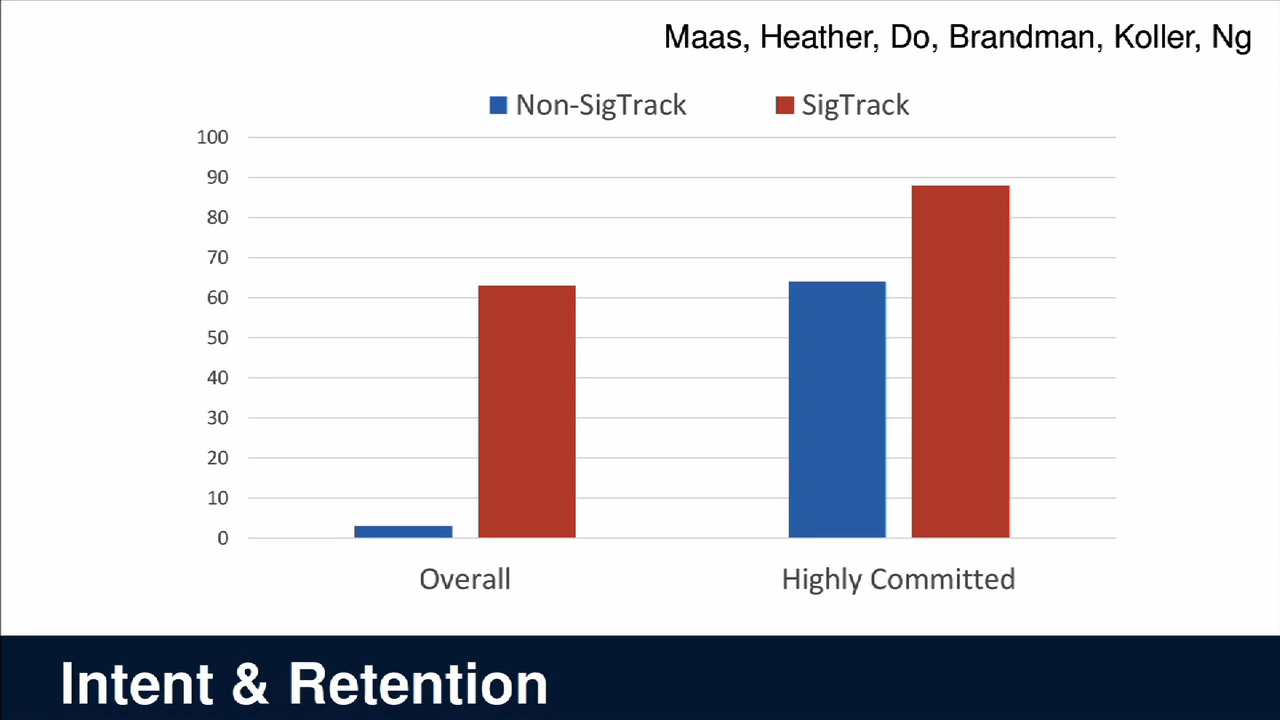 Maas, Heather, Do, Brandman, Koller, Ng
Non-SigTrack SigTrack
100
90
80
70
60
50
40
30
20
10
0
Overall Highly Committed
Intent & Retention